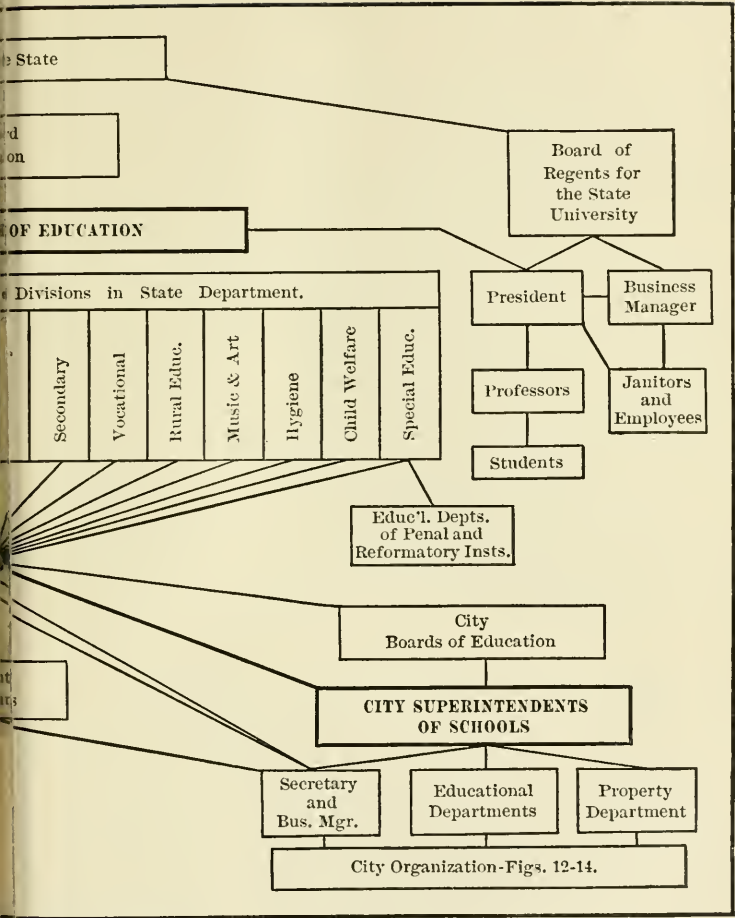 State
Board of
Regents for
the State
University
OF EDUCATION
Divisions in State Department.
President
Business
Manager
Secondary
Vocational
Rural Educ.
Music & Art
Hygiene
Child Welfare
Special Educ.
Professors
Janitors
and
Employees
Students
Educ'l. Depts.
of Penal and
Reformatory Insts.
City
Boards of Education
CITY SUPERINTENDENTS
OF SCHOOLS
Secretary
and
Bus. Mgr.
Educational
Departments
Property
Department
City Organization-Figs. 12-14.